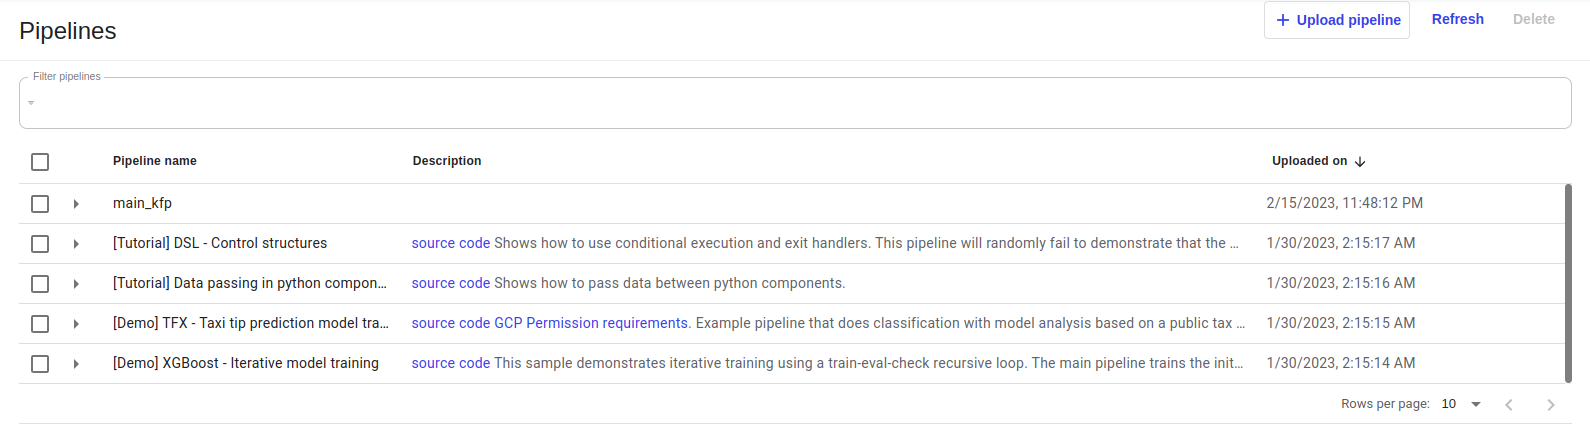 Pipelines
+ Upload pipeline Refresh Delete
Filter pipelines
Pipeline name Description Uploaded on
main_kfp 2/15/2023, 11:48:12 PM
[Tutorial] DSL - Control structures source code Shows how to use conditional execution and exit handlers. This pipeline will randomly fail to demonstrate that the ... 1/30/2023, 2:15:17 AM
[Tutorial] Data passing in python compon... source code Shows how to pass data between python components. 1/30/2023, 2:15:16 AM
[Demo] TFX - Taxi tip prediction model tra... source code GCP Permission requirements. Example pipeline that does classification with model analysis based on a public tax ... 1/30/2023, 2:15:15 AM
[Demo] XGBoost - Iterative model training source code This sample demonstrates iterative training using a train-eval-check recursive loop. The main pipeline trains the init... 1/30/2023, 2:15:14 AM
Rows per page: 10